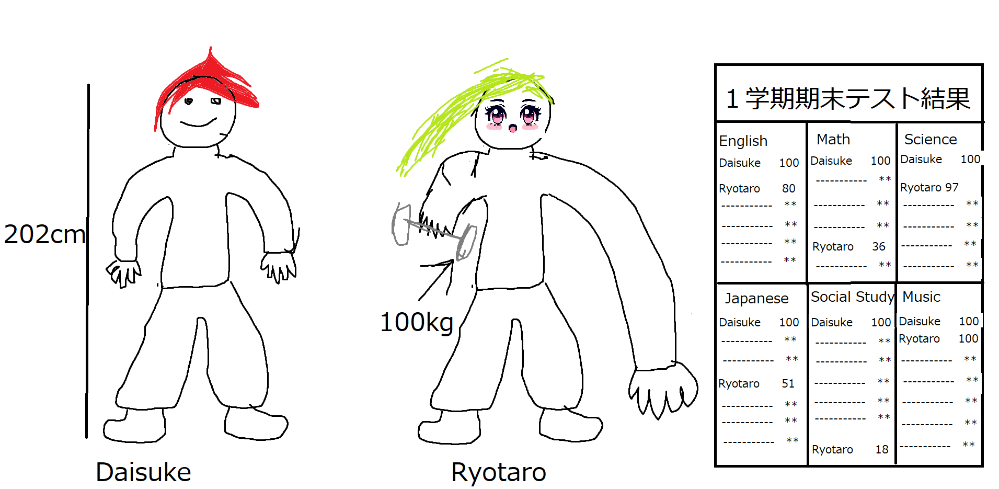 202cm
Daisuke
100kg
Ryotaro
１学期期末テスト結果
English
Daisuke 100
Ryotaro 80
----------- **
----------- **
----------- **
----------- **
Math
Daisuke 100
----------- **
----------- **
----------- **
Ryotaro 36
----------- **
Science
Daisuke 100
Ryotaro 97
----------- **
----------- **
----------- **
----------- **
Japanese
Daisuke 100
----------- **
----------- **
Ryotaro 51
----------- **
----------- **
----------- **
Social Study
Daisuke 100
----------- **
----------- **
----------- **
----------- **
----------- **
Ryotaro 18
Music
Daisuke 100
Ryotaro 100
----------- **
----------- **
----------- **
----------- **
----------- **